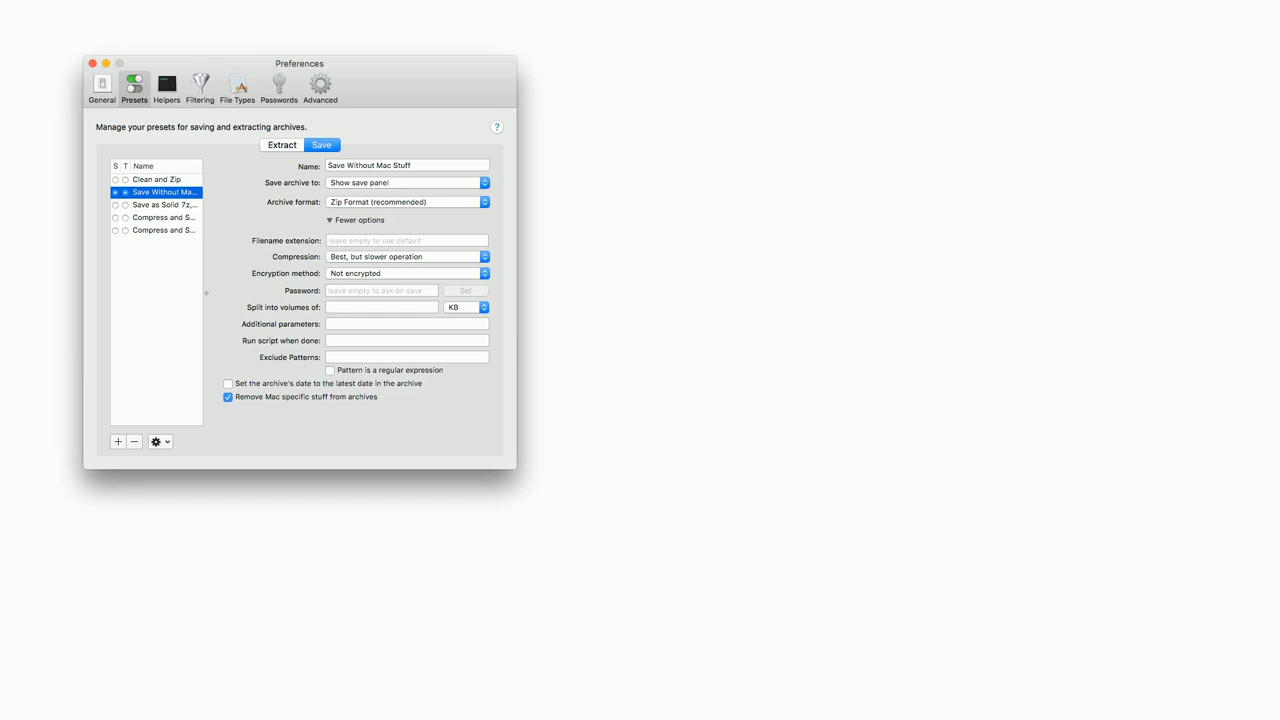 Preferences
General Presets Helpers Filtering File Types Passwords Advanced
Manage your presets for saving and extracting archives. ?
Extract Save
S T Name
Clean and Zip
Save Without Ma...
Save as Solid 7z,...
Compress and S...
Compress and S...
Name: Save Without Mac Stuff
Save archive to: Show save panel
Archive format: Zip Format (recommended)
Fewer options
Filename extension: leave empty to use default
Compression: Best, but slower operation
Encryption method: Not encrypted
Password: leave empty to ask on save Set
Split into volumes of: KB
Additional parameters:
Run script when done:
Exclude Patterns:
Pattern is a regular expression
Set the archive's date to the latest date in the archive
Remove Mac specific stuff from archives